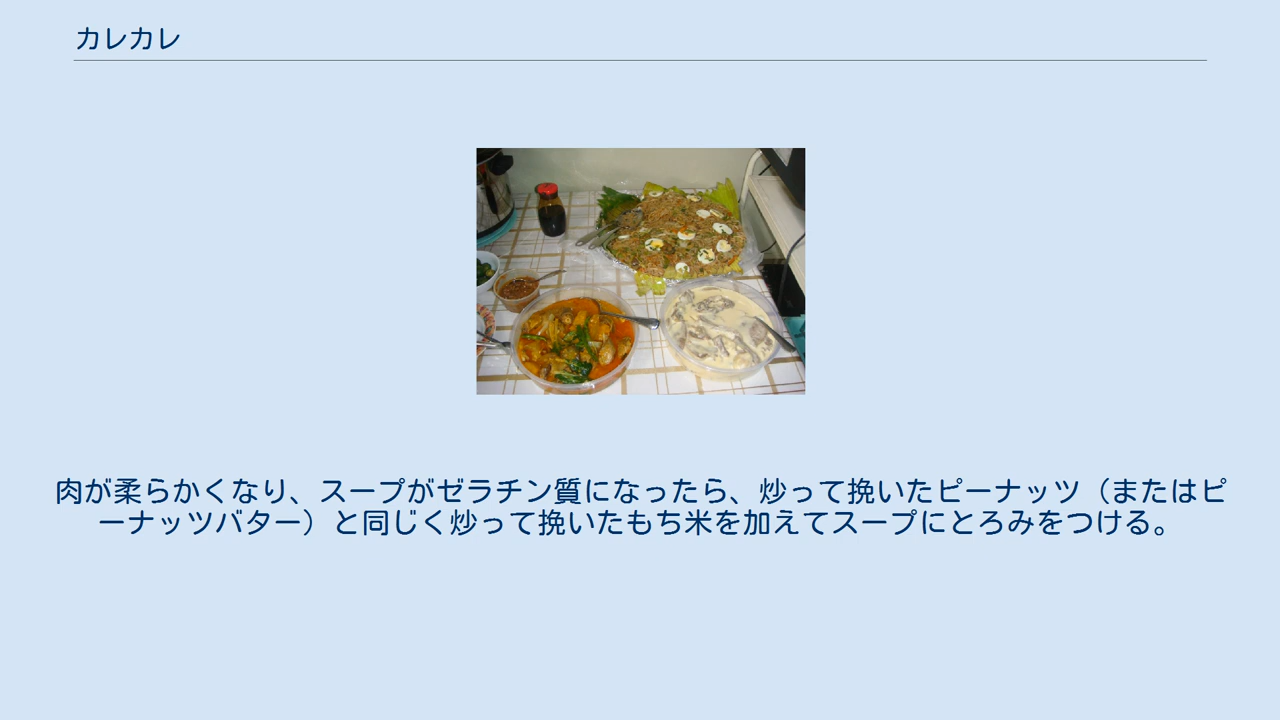 カレカレ
肉が柔らかくなり、スープがゼラチン質になったら、炒って挽いたピーナッツ（またはピ
ーナッツバター）と同じく炒って挽いたもち米を加えてスープにとろみをつける。